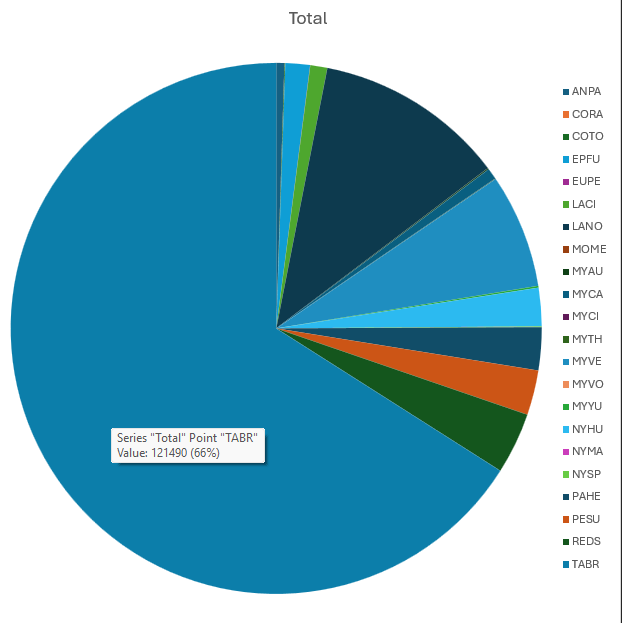 Total
ANPA
CORA
COTO
EPFU
EUPE
LACI
LANO
MOME
MYAU
MYCA
MYCI
MYTH
MYVE
MYVO
MYYU
NYHU
NYMA
NYSP
PAHE
PESU
REDS
TABR
Series "Total" Point "TABR"
Value: 121490 (66%)